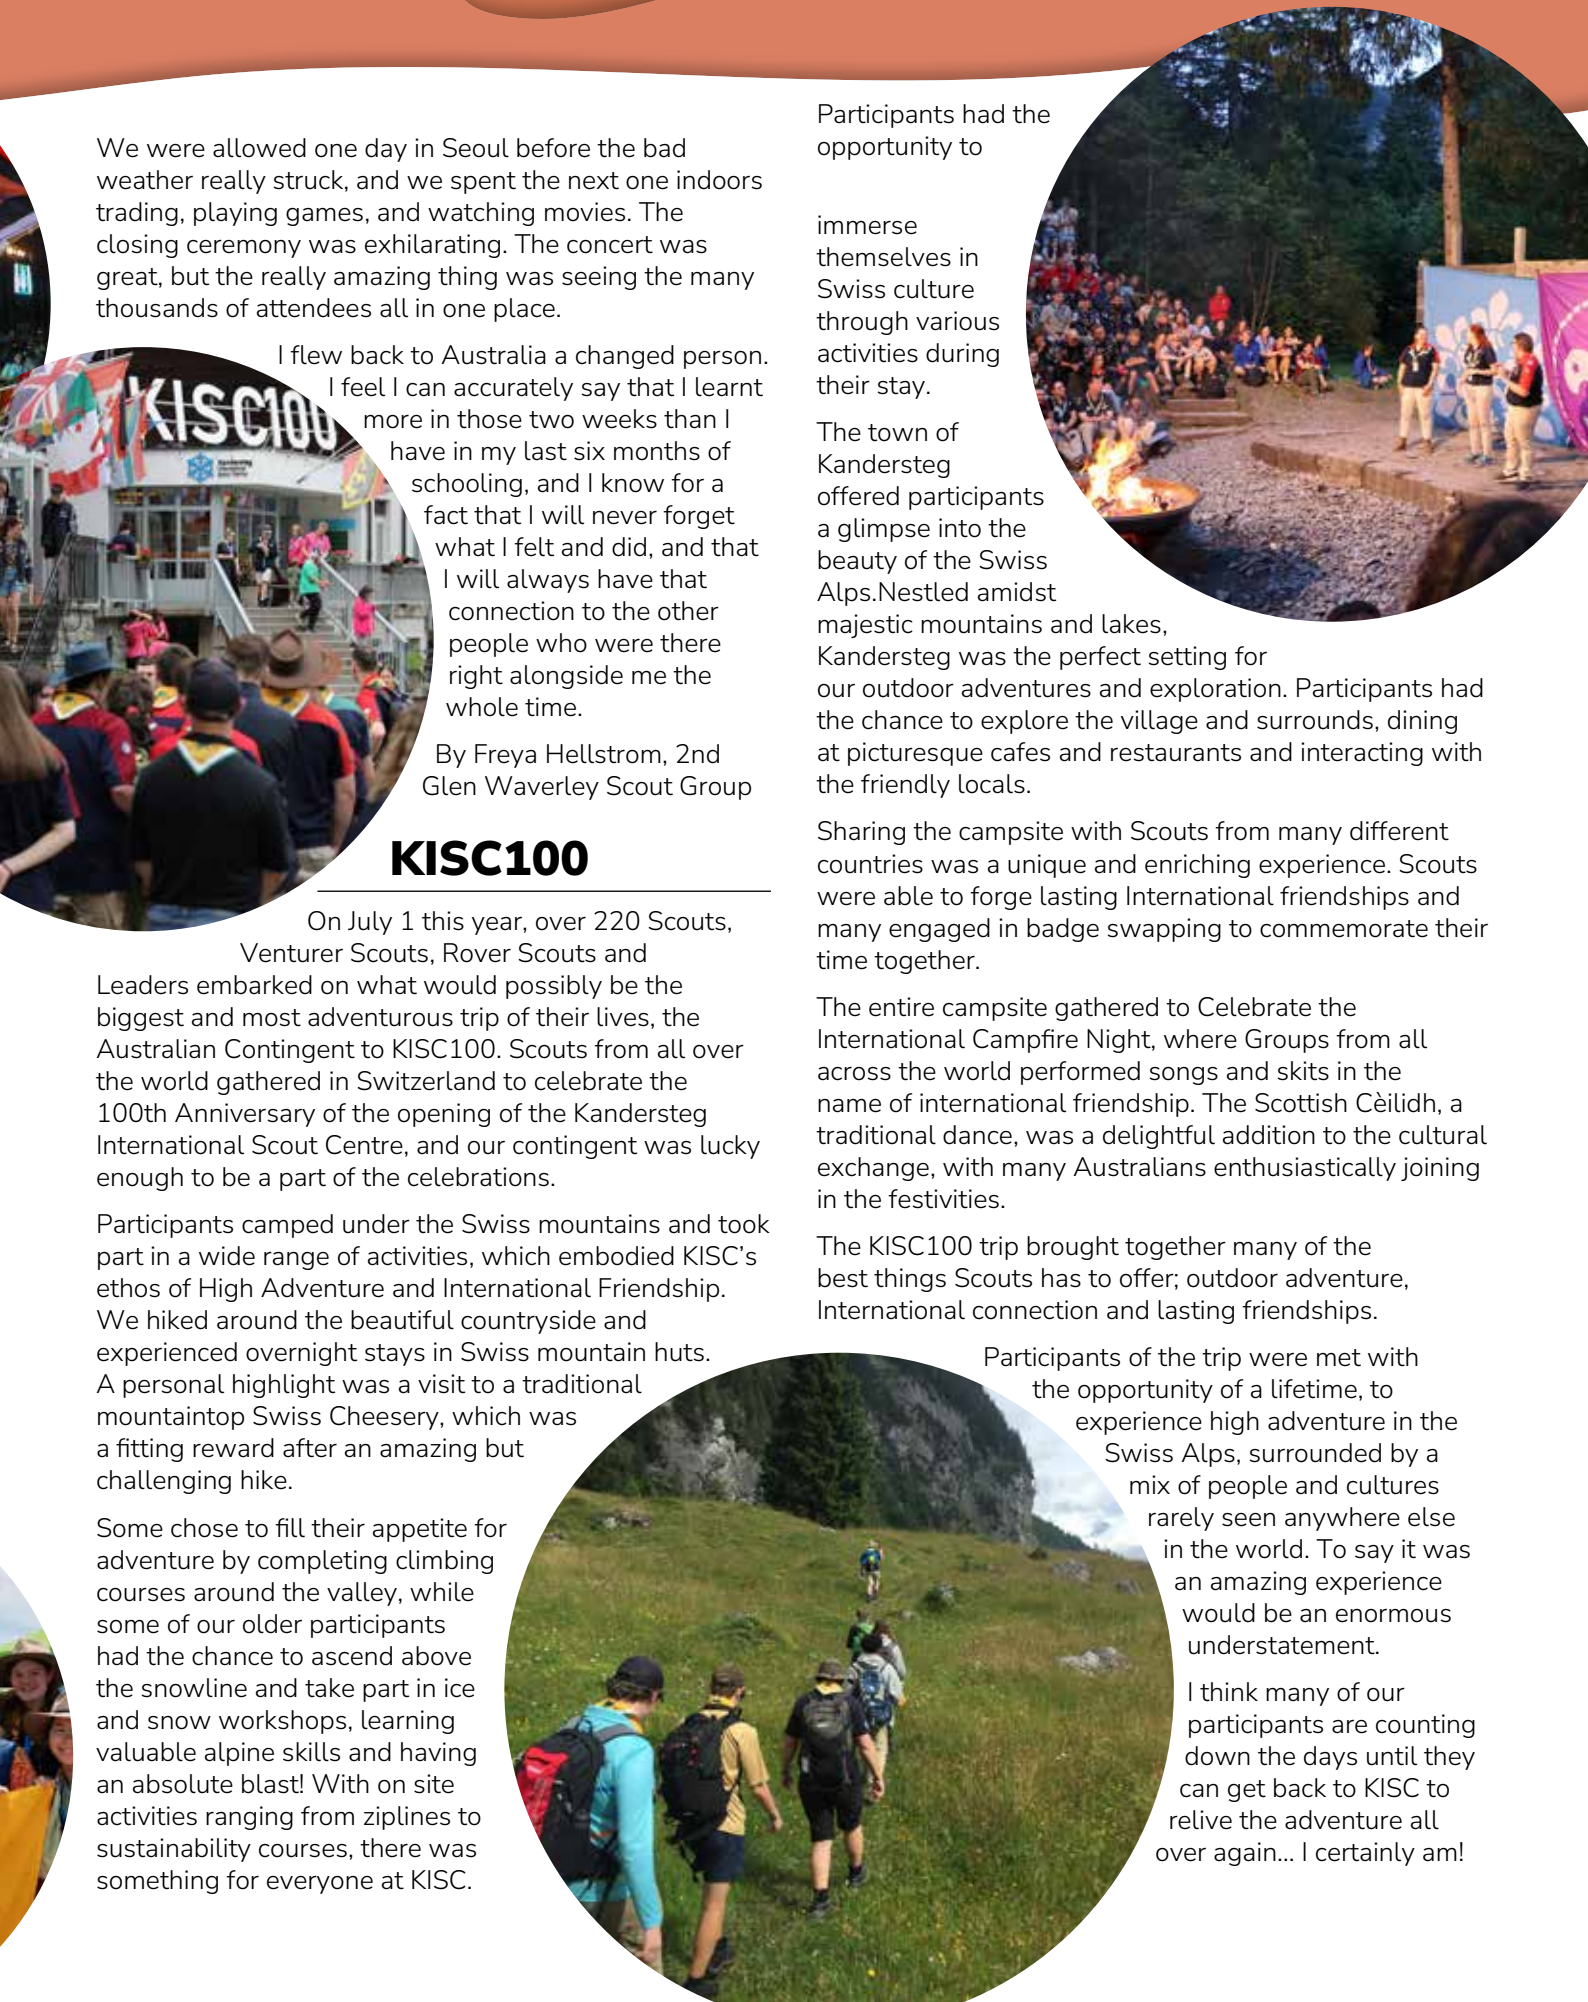 We were allowed one day in Seoul before the bad
weather really struck, and we spent the next one indoors
trading, playing games, and watching movies. The
closing ceremony was exhilarating. The concert was
great, but the really amazing thing was seeing the many
thousands of attendees all in one place.
I flew back to Australia a changed person.
I feel I can accurately say that I learnt
more in those two weeks than I
have in my last six months of
schooling, and I know for a
fact that I will never forget
what I felt and did, and that
I will always have that
connection to the other
people who were there
right alongside me the
whole time.
By Freya Hellstrom, 2nd
Glen Waverley Scout Group
KISC100
KISC100
On July 1 this year, over 220 Scouts,
Venturer Scouts, Rover Scouts and
Leaders embarked on what would possibly be the
biggest and most adventurous trip of their lives, the
Australian Contingent to KISC100. Scouts from all over
the world gathered in Switzerland to celebrate the
100th Anniversary of the opening of the Kandersteg
International Scout Centre, and our contingent was lucky
enough to be a part of the celebrations.
Participants camped under the Swiss mountains and took
part in a wide range of activities, which embodied KISC’s
ethos of High Adventure and International Friendship.
We hiked around the beautiful countryside and
experienced overnight stays in Swiss mountain huts.
A personal highlight was a visit to a traditional
mountaintop Swiss Cheesery, which was
a fitting reward after an amazing but
challenging hike.
Some chose to fill their appetite for
adventure by completing climbing
courses around the valley, while
some of our older participants
had the chance to ascend above
the snowline and take part in ice
and snow workshops, learning
valuable alpine skills and having
an absolute blast! With on site
activities ranging from ziplines to
sustainability courses, there was
something for everyone at KISC.
Participants had the
opportunity to
immerse
themselves in
Swiss culture
through various
activities during
their stay.
The town of
Kandersteg
offered participants
a glimpse into the
beauty of the Swiss
Alps.Nestled amidst
majestic mountains and lakes,
Kandersteg was the perfect setting for
our outdoor adventures and exploration. Participants had
the chance to explore the village and surrounds, dining
at picturesque cafes and restaurants and interacting with
the friendly locals.
Sharing the campsite with Scouts from many different
countries was a unique and enriching experience. Scouts
were able to forge lasting International friendships and
many engaged in badge swapping to commemorate their
time together.
The entire campsite gathered to Celebrate the
International Campfire Night, where Groups from all
across the world performed songs and skits in the
name of international friendship. The Scottish Cèilidh, a
traditional dance, was a delightful addition to the cultural
exchange, with many Australians enthusiastically joining
in the festivities.
The KISC100 trip brought together many of the
best things Scouts has to offer; outdoor adventure,
International connection and lasting friendships.
Participants of the trip were met with
the opportunity of a lifetime, to
experience high adventure in the
Swiss Alps, surrounded by a
mix of people and cultures
rarely seen anywhere else
in the world. To say it was
an amazing experience
would be an enormous
understatement.
I think many of our
participants are counting
down the days until they
can get back to KISC to
relive the adventure all
over again... I certainly am!